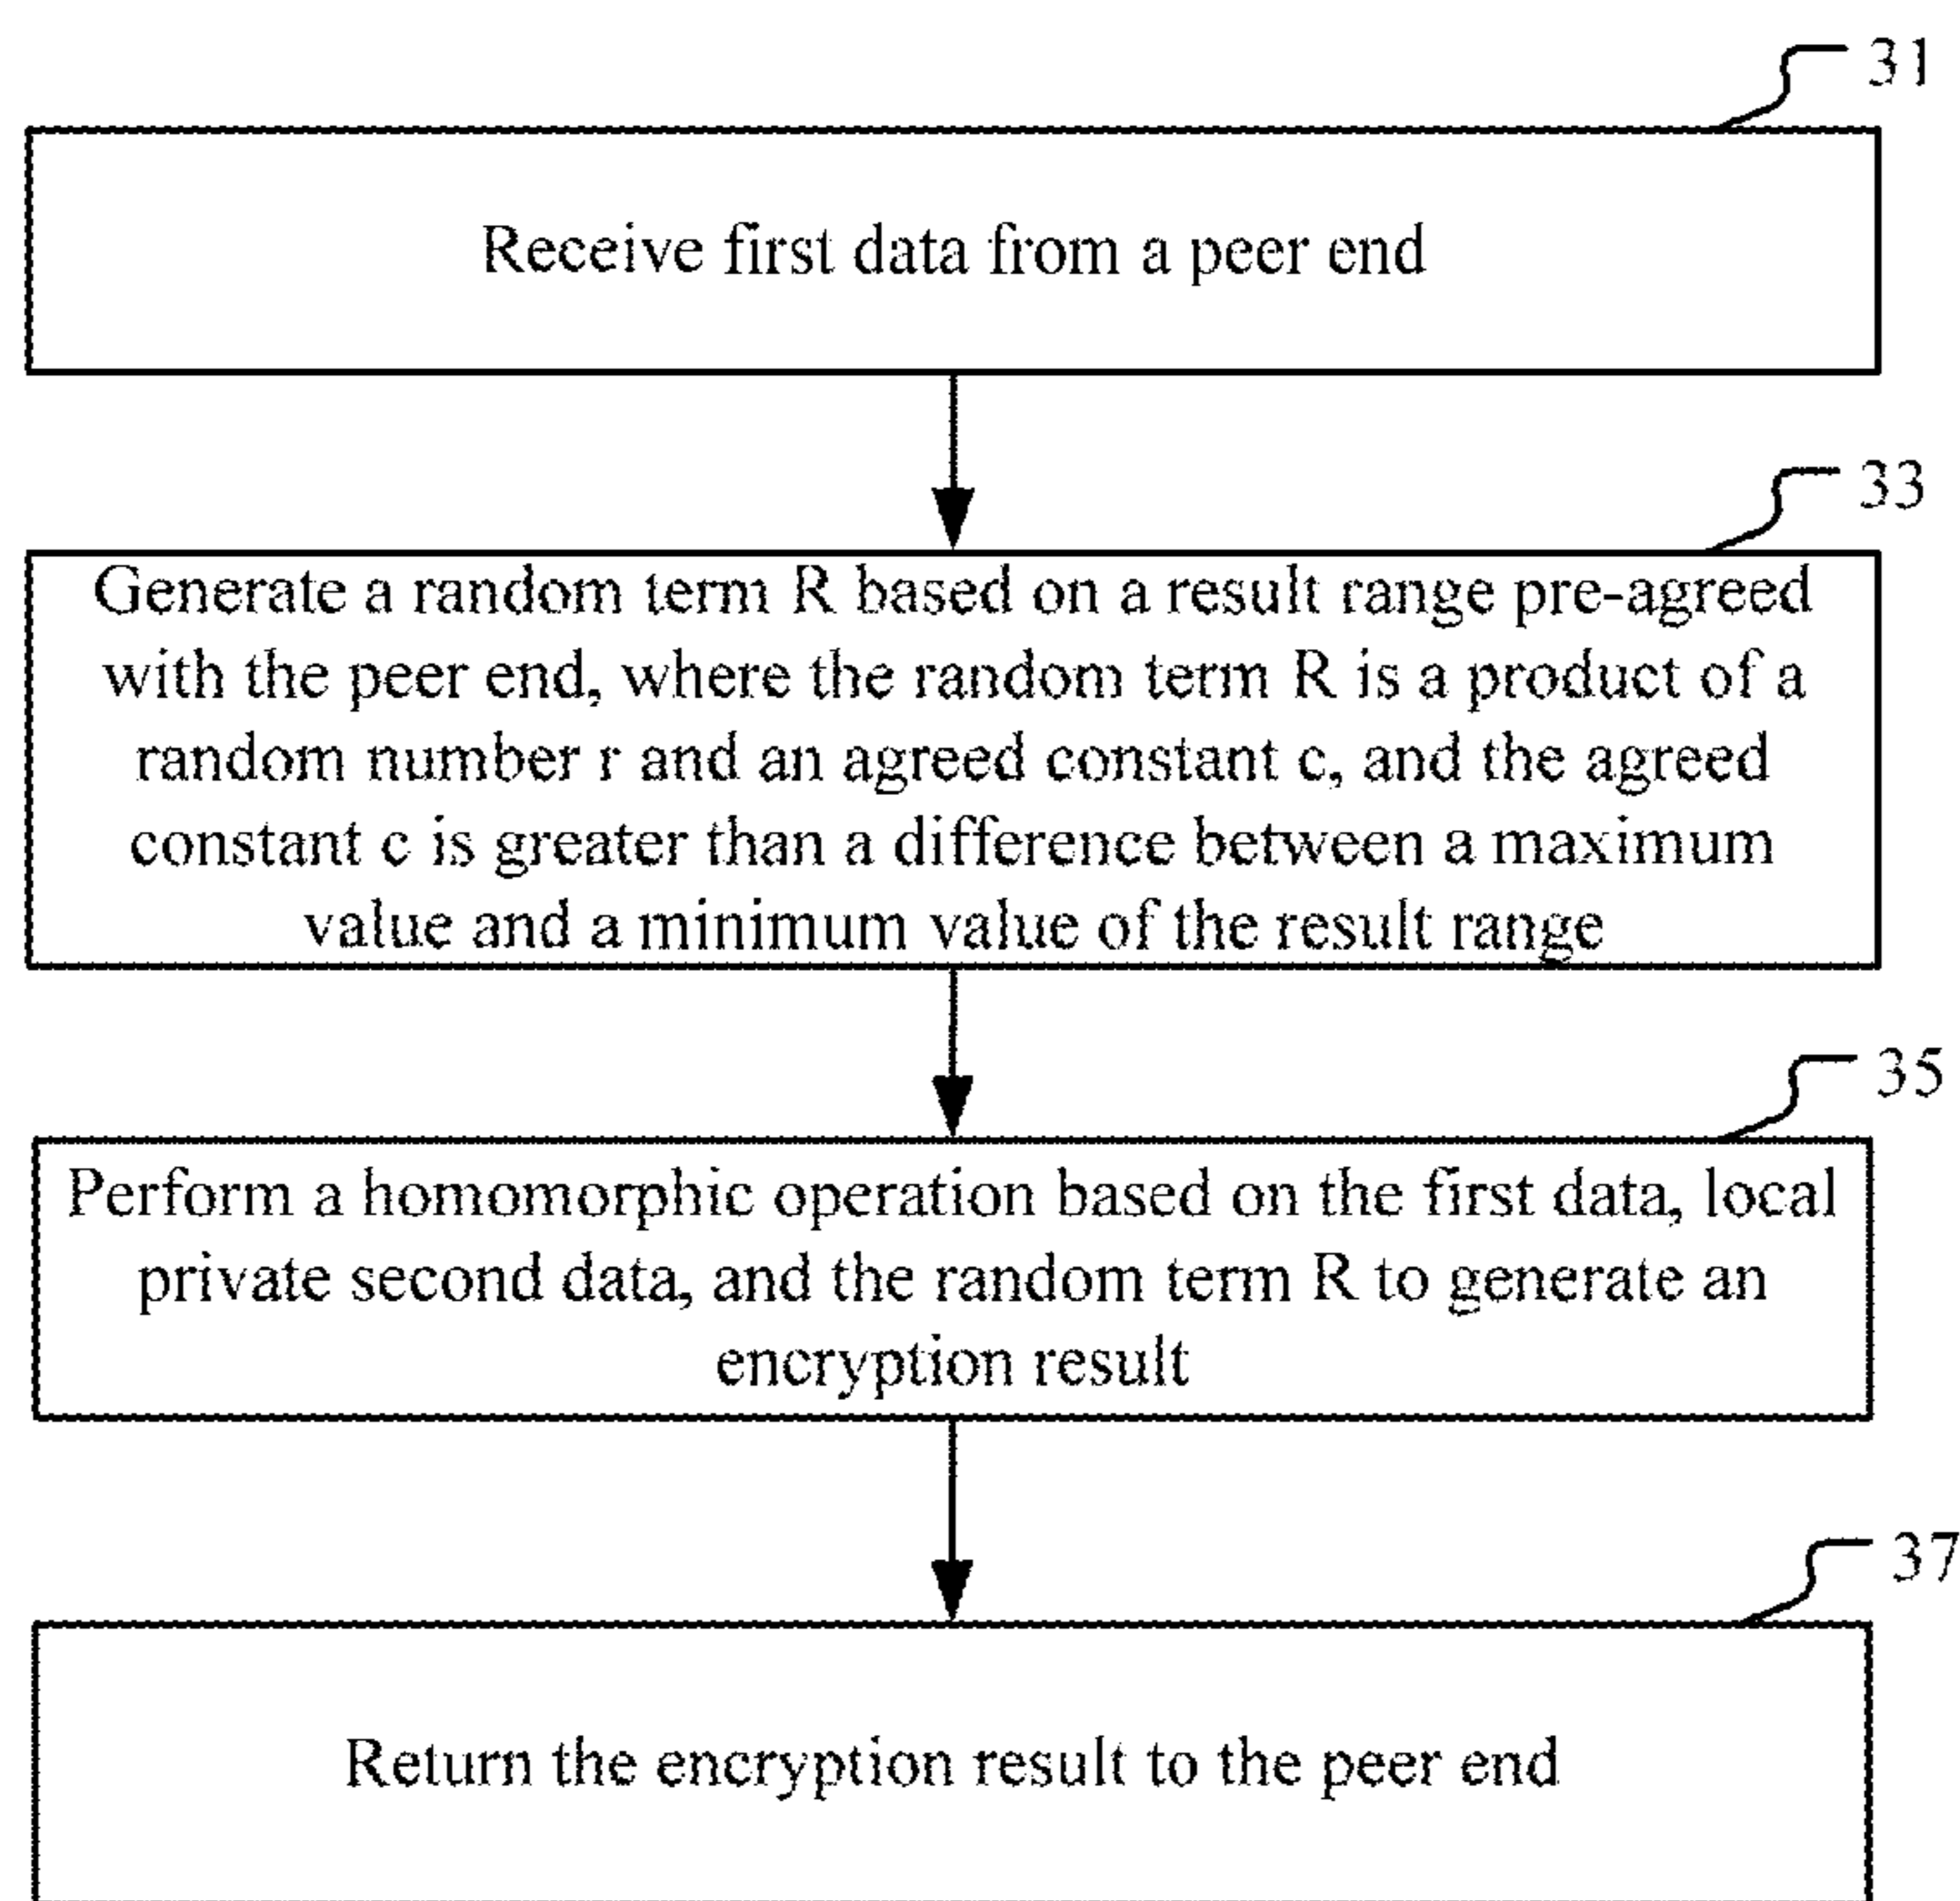 31
Receive first data from a peer end
33
Generate a random term R based on a result range pre-agreed
with the peer end, where the random term R is a product of a
random number r and an agreed constant c, and the agreed
constant c is greater than a difference between a maximum
value and a minimum value of the result range
35
Perform a homomorphic operation based on the first data, local
private second data, and the random term R to generate an
encryption result
37
Return the encryption result to the peer end